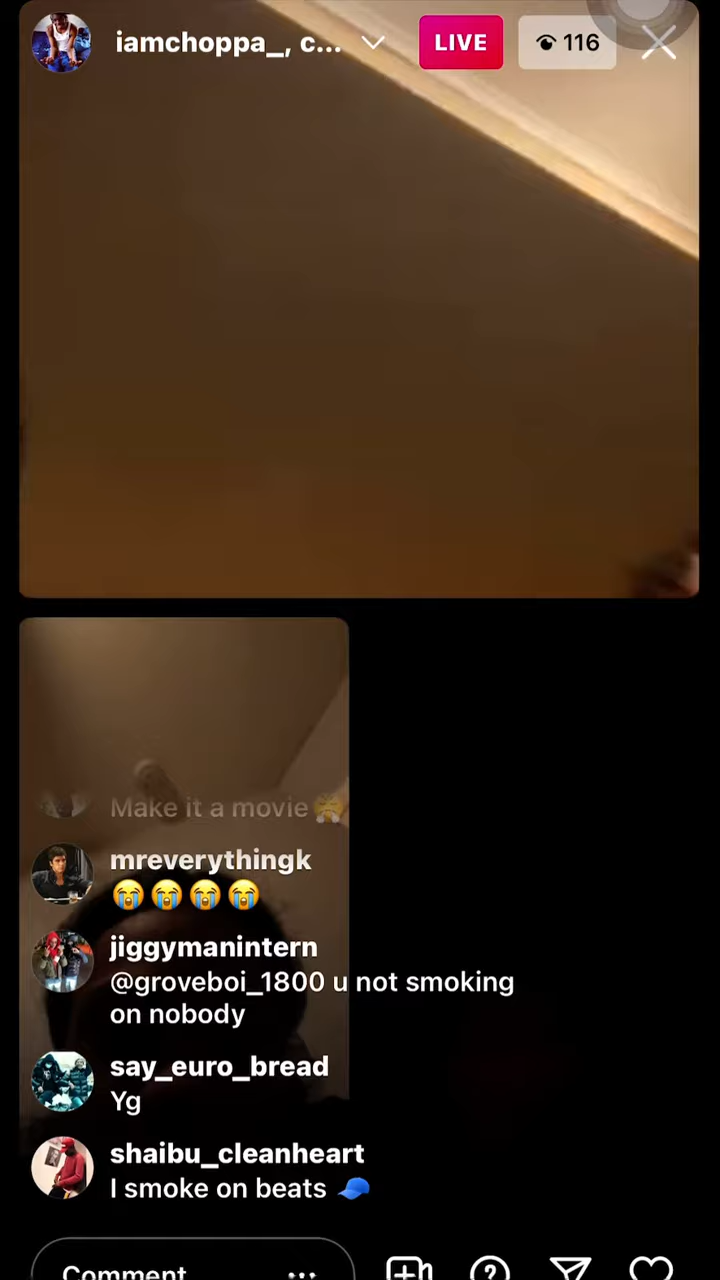 iamchoppa_, c...
LIVE
116
Make it a movie 😤
mreverythingk
😭😭😭😭
jiggymanintern
@groveboi_1800 u not smoking
on nobody
say_euro_bread
Yg
shaibu_cleanheart
I smoke on beats 🧢
Comment